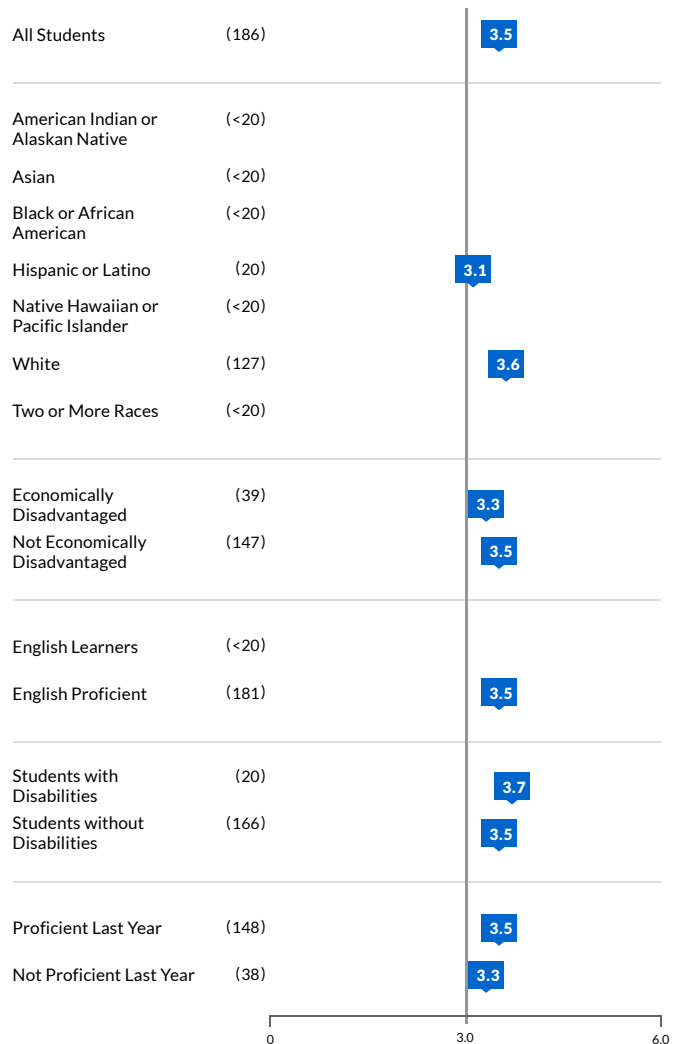 All Students (186) 3.5
American Indian or (<20)
Alaskan Native
Asian (<20)
Black or African (<20)
American
Hispanic or Latino (20) 3.1
Native Hawaiian or (<20)
Pacific Islander
White (127) 3.6
Two or More Races (<20)
Economically (39) 3.3
Disadvantaged
Not Economically (147) 3.5
Disadvantaged
English Learners (<20)
English Proficient (181) 3.5
Students with (20) 3.7
Disabilities
Students without (166) 3.5
Disabilities
Proficient Last Year (148) 3.5
Not Proficient Last Year (38) 3.3
0 3.0 6.0